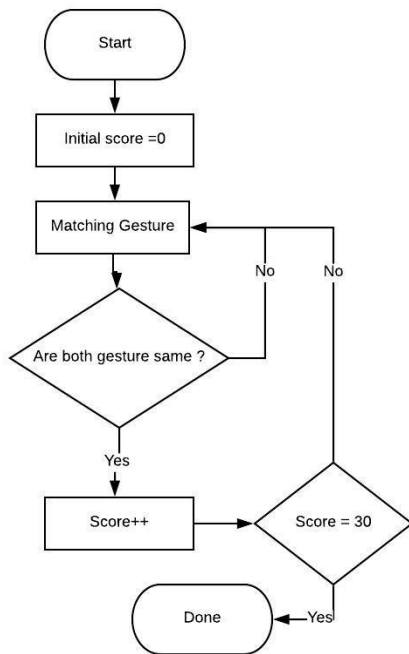 Start
Initial score =0
Matching Gesture
No
No
Are both gesture same ?
Yes
Score++
Score = 30
Done
Yes